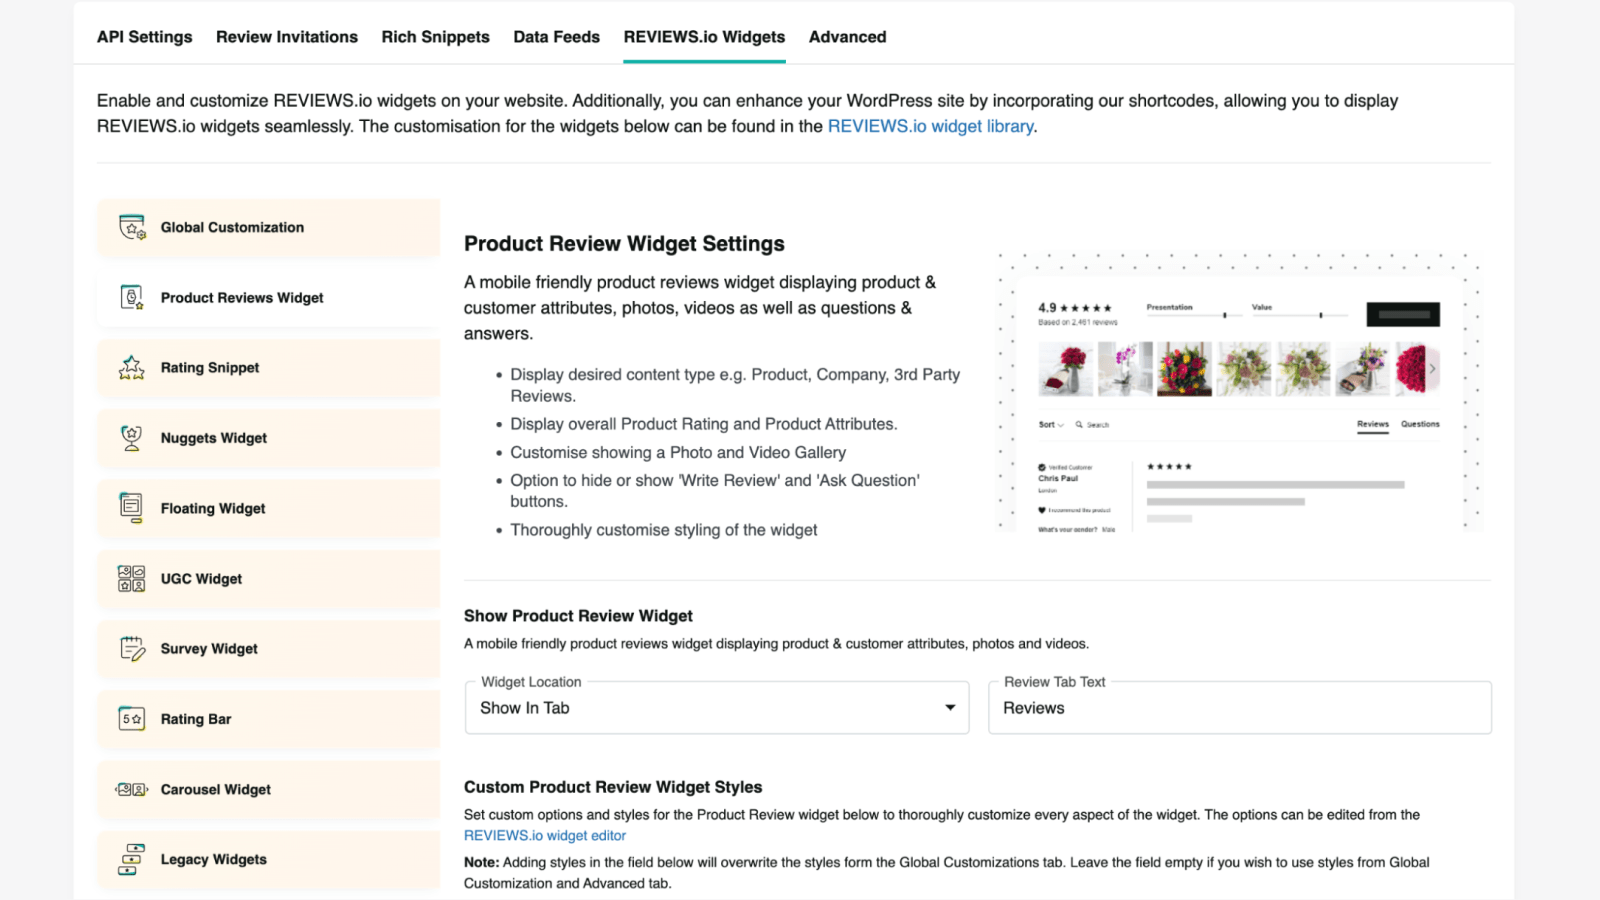 API Settings Review Invitations Rich Snippets Data Feeds REVIEWS.io Widgets Advanced
Enable and customize REVIEWS.io widgets on your website. Additionally, you can enhance your WordPress site by incorporating our shortcodes, allowing you to display
REVIEWS.io widgets seamlessly. The customisation for the widgets below can be found in the REVIEWS.io widget library.
Global Customization
Product Reviews Widget
Rating Snippet
Nuggets Widget
Floating Widget
UGC Widget
Survey Widget
5
Rating Bar
Carousel Widget
Legacy Widgets
Product Review Widget Settings
A mobile friendly product reviews widget displaying product &
customer attributes, photos, videos as well as questions &
answers.
Display desired content type e.g. Product, Company, 3rd Party
Reviews.
Display overall Product Rating and Product Attributes.
Customise showing a Photo and Video Gallery
Option to hide or show 'Write Review' and 'Ask Question'
buttons.
Thoroughly customise styling of the widget
4.9
Based on 2,461 reviews
Presentation
Value
Sort
Search
Reviews
Questions
Verified Customer
Chris Paul
London
I recommend this product
What's your gender? Male
Show Product Review Widget
A mobile friendly product reviews widget displaying product & customer attributes, photos and videos.
Widget Location
Show In Tab
Review Tab Text
Reviews
Custom Product Review Widget Styles
Set custom options and styles for the Product Review widget below to thoroughly customize every aspect of the widget. The options can be edited from the
REVIEWS.io widget editor
Note: Adding styles in the field below will overwrite the styles form the Global Customizations tab. Leave the field empty if you wish to use styles from Global
Customization and Advanced tab.